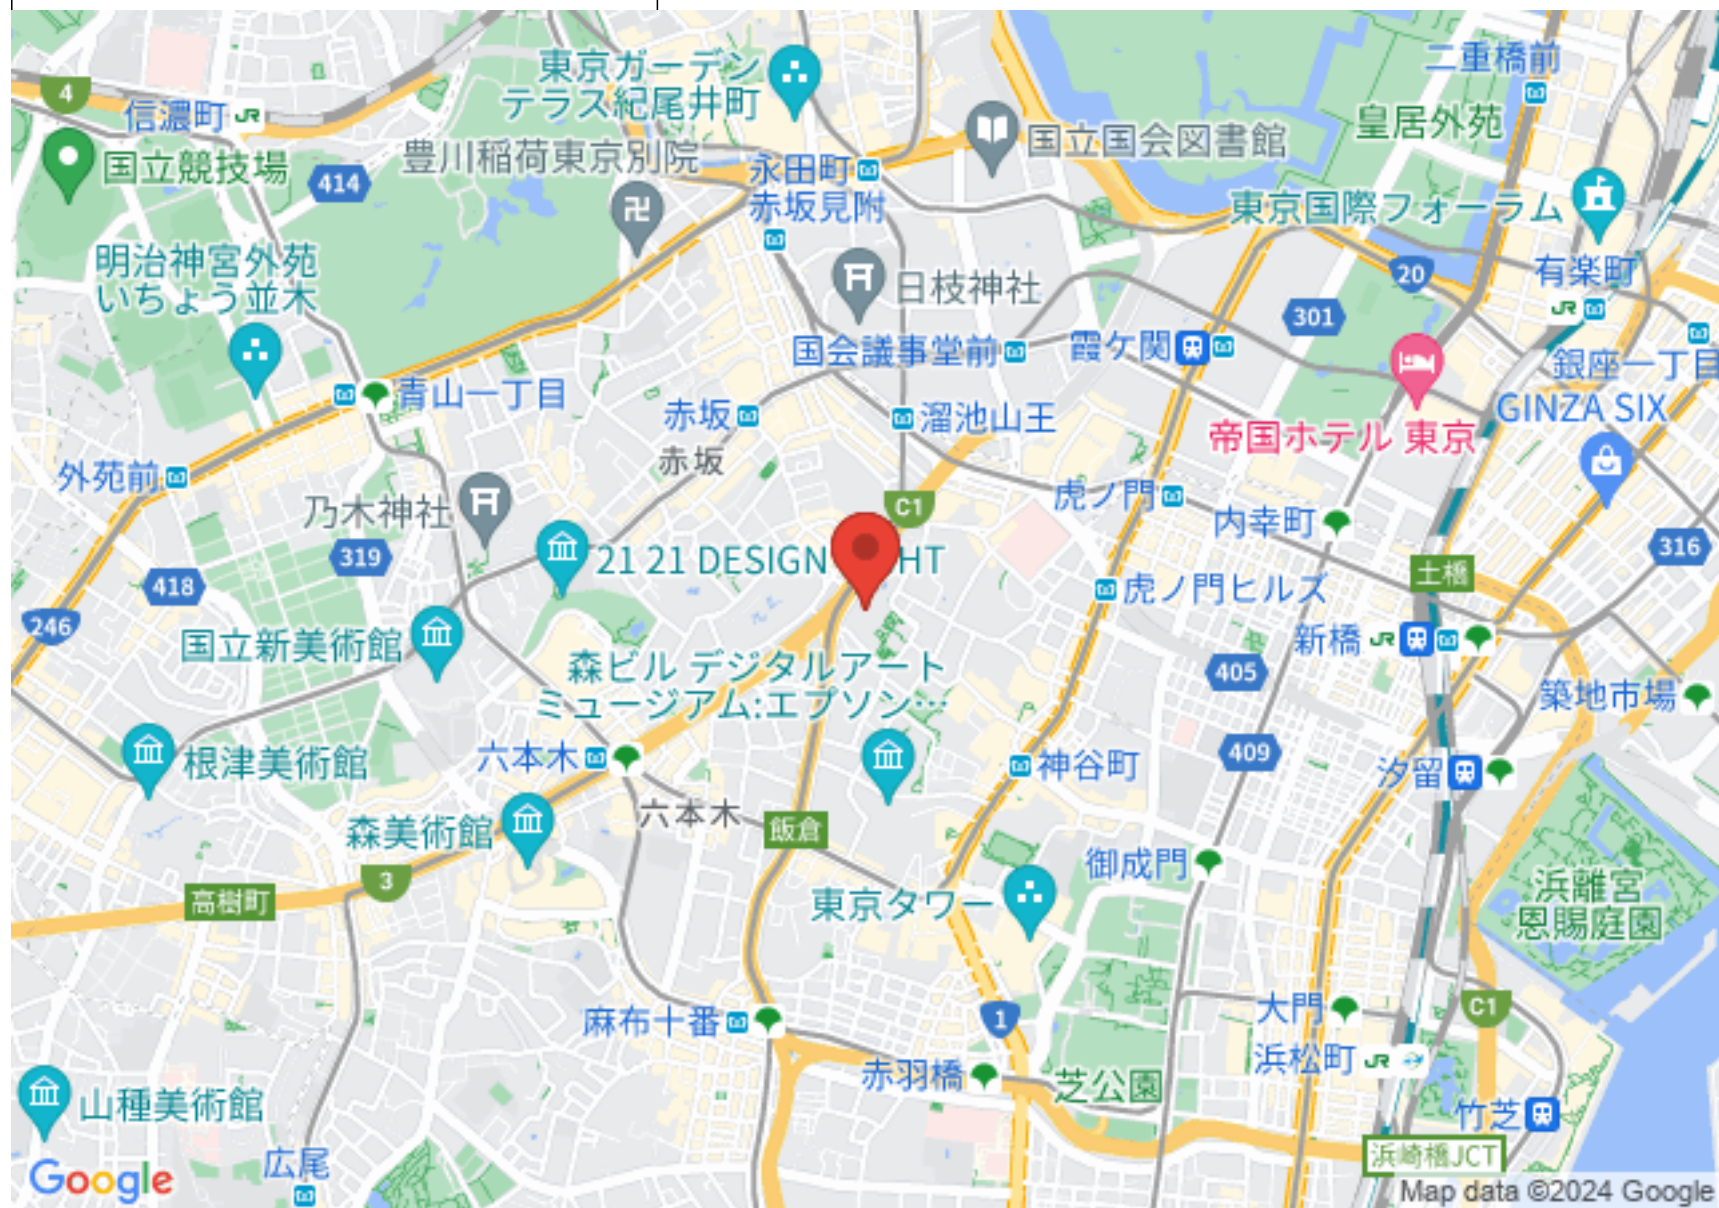 二重橋前
東京ガーデン
テラス紀尾井町
4
信濃町
JR
皇居外苑
国立国会図書館
豊川稲荷東京別院
国立競技場
永田町
414
赤坂見附
東京国際フォーラム
明治神宮外苑
いちょう並木
20
有楽町
JR
日枝神社
301
国会議事堂前
霞ケ関
銀座一丁目
青山一丁目
GINZA SIX
赤坂
溜池山王
帝国ホテル 東京
赤坂
外苑前
虎ノ門
C1
乃木神社
内幸町
319
21 21 DESIGN
HT
316
土橋
418
虎ノ門ヒルズ
246
国立新美術館
新橋
JR
森ビル デジタルアート
ミュージアム:エプソン…
405
築地市場
六本木
409
根津美術館
神谷町
汐留
六本木
飯倉
森美術館
御成門
3
高樹町
東京タワー
浜離宮
恩賜庭園
麻布十番
1
大門
C1
浜松町
JR
赤羽橋
芝公園
山種美術館
竹芝
広尾
浜崎橋JCT
Google
Map data ©2024 Google